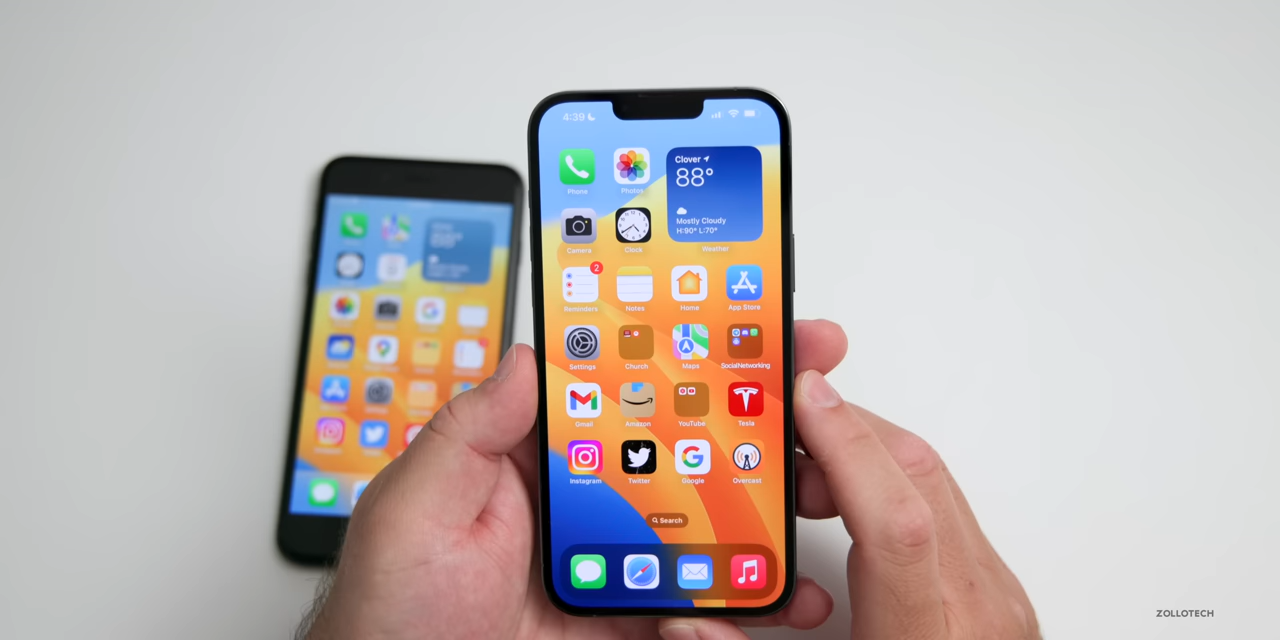 4:39
Clover
88°
Mostly Cloudy
H:90° L:70°
Phone
Photos
Weather
Camera
Clock
2
Reminders
Notes
Home
App Store
Settings
Church
Maps
SocialNetworking
Gmail
Amazon
YouTube
Tesla
Instagram
Twitter
Google
Overcast
Search
ZOLLOTECH